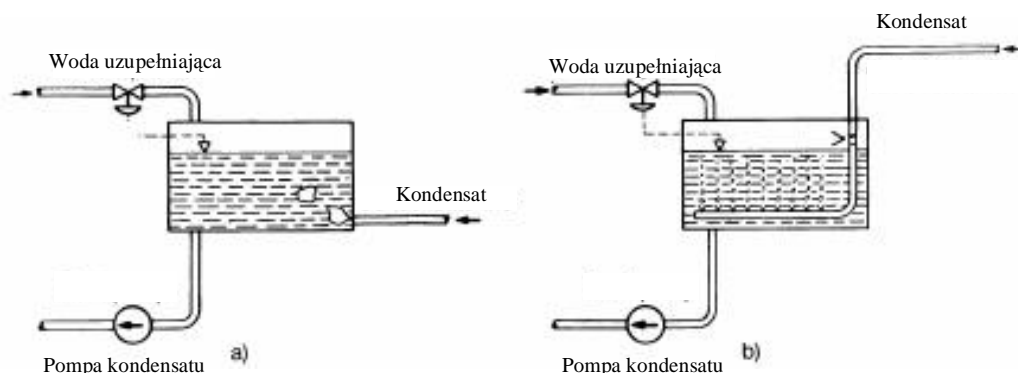 Woda uzupełniająca
Kondensat
Pompa kondensatu
a)
Kondensat
Woda uzupełniająca
Pompa kondensatu
b)